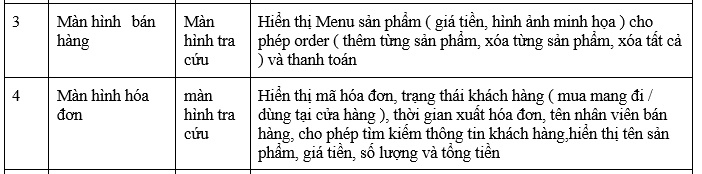 3 Màn hình bán Màn Hiển thị Menu sản phẩm ( giá tiền, hình ảnh minh họa ) cho
hàng hình tra phép order ( thêm từng sản phẩm, xóa từng sản phẩm, xóa tất cả
cứu ) và thanh toán
4 Màn hình hóa màn Hiển thị mã hóa đơn, trạng thái khách hàng ( mua mang đi /
đơn hình tra dùng tại cửa hàng ), thời gian xuất hóa đơn, tên nhân viên bán
cứu hàng, cho phép tìm kiếm thông tin khách hàng,hiển thị tên sản
phẩm, giá tiền, số lượng và tổng tiền